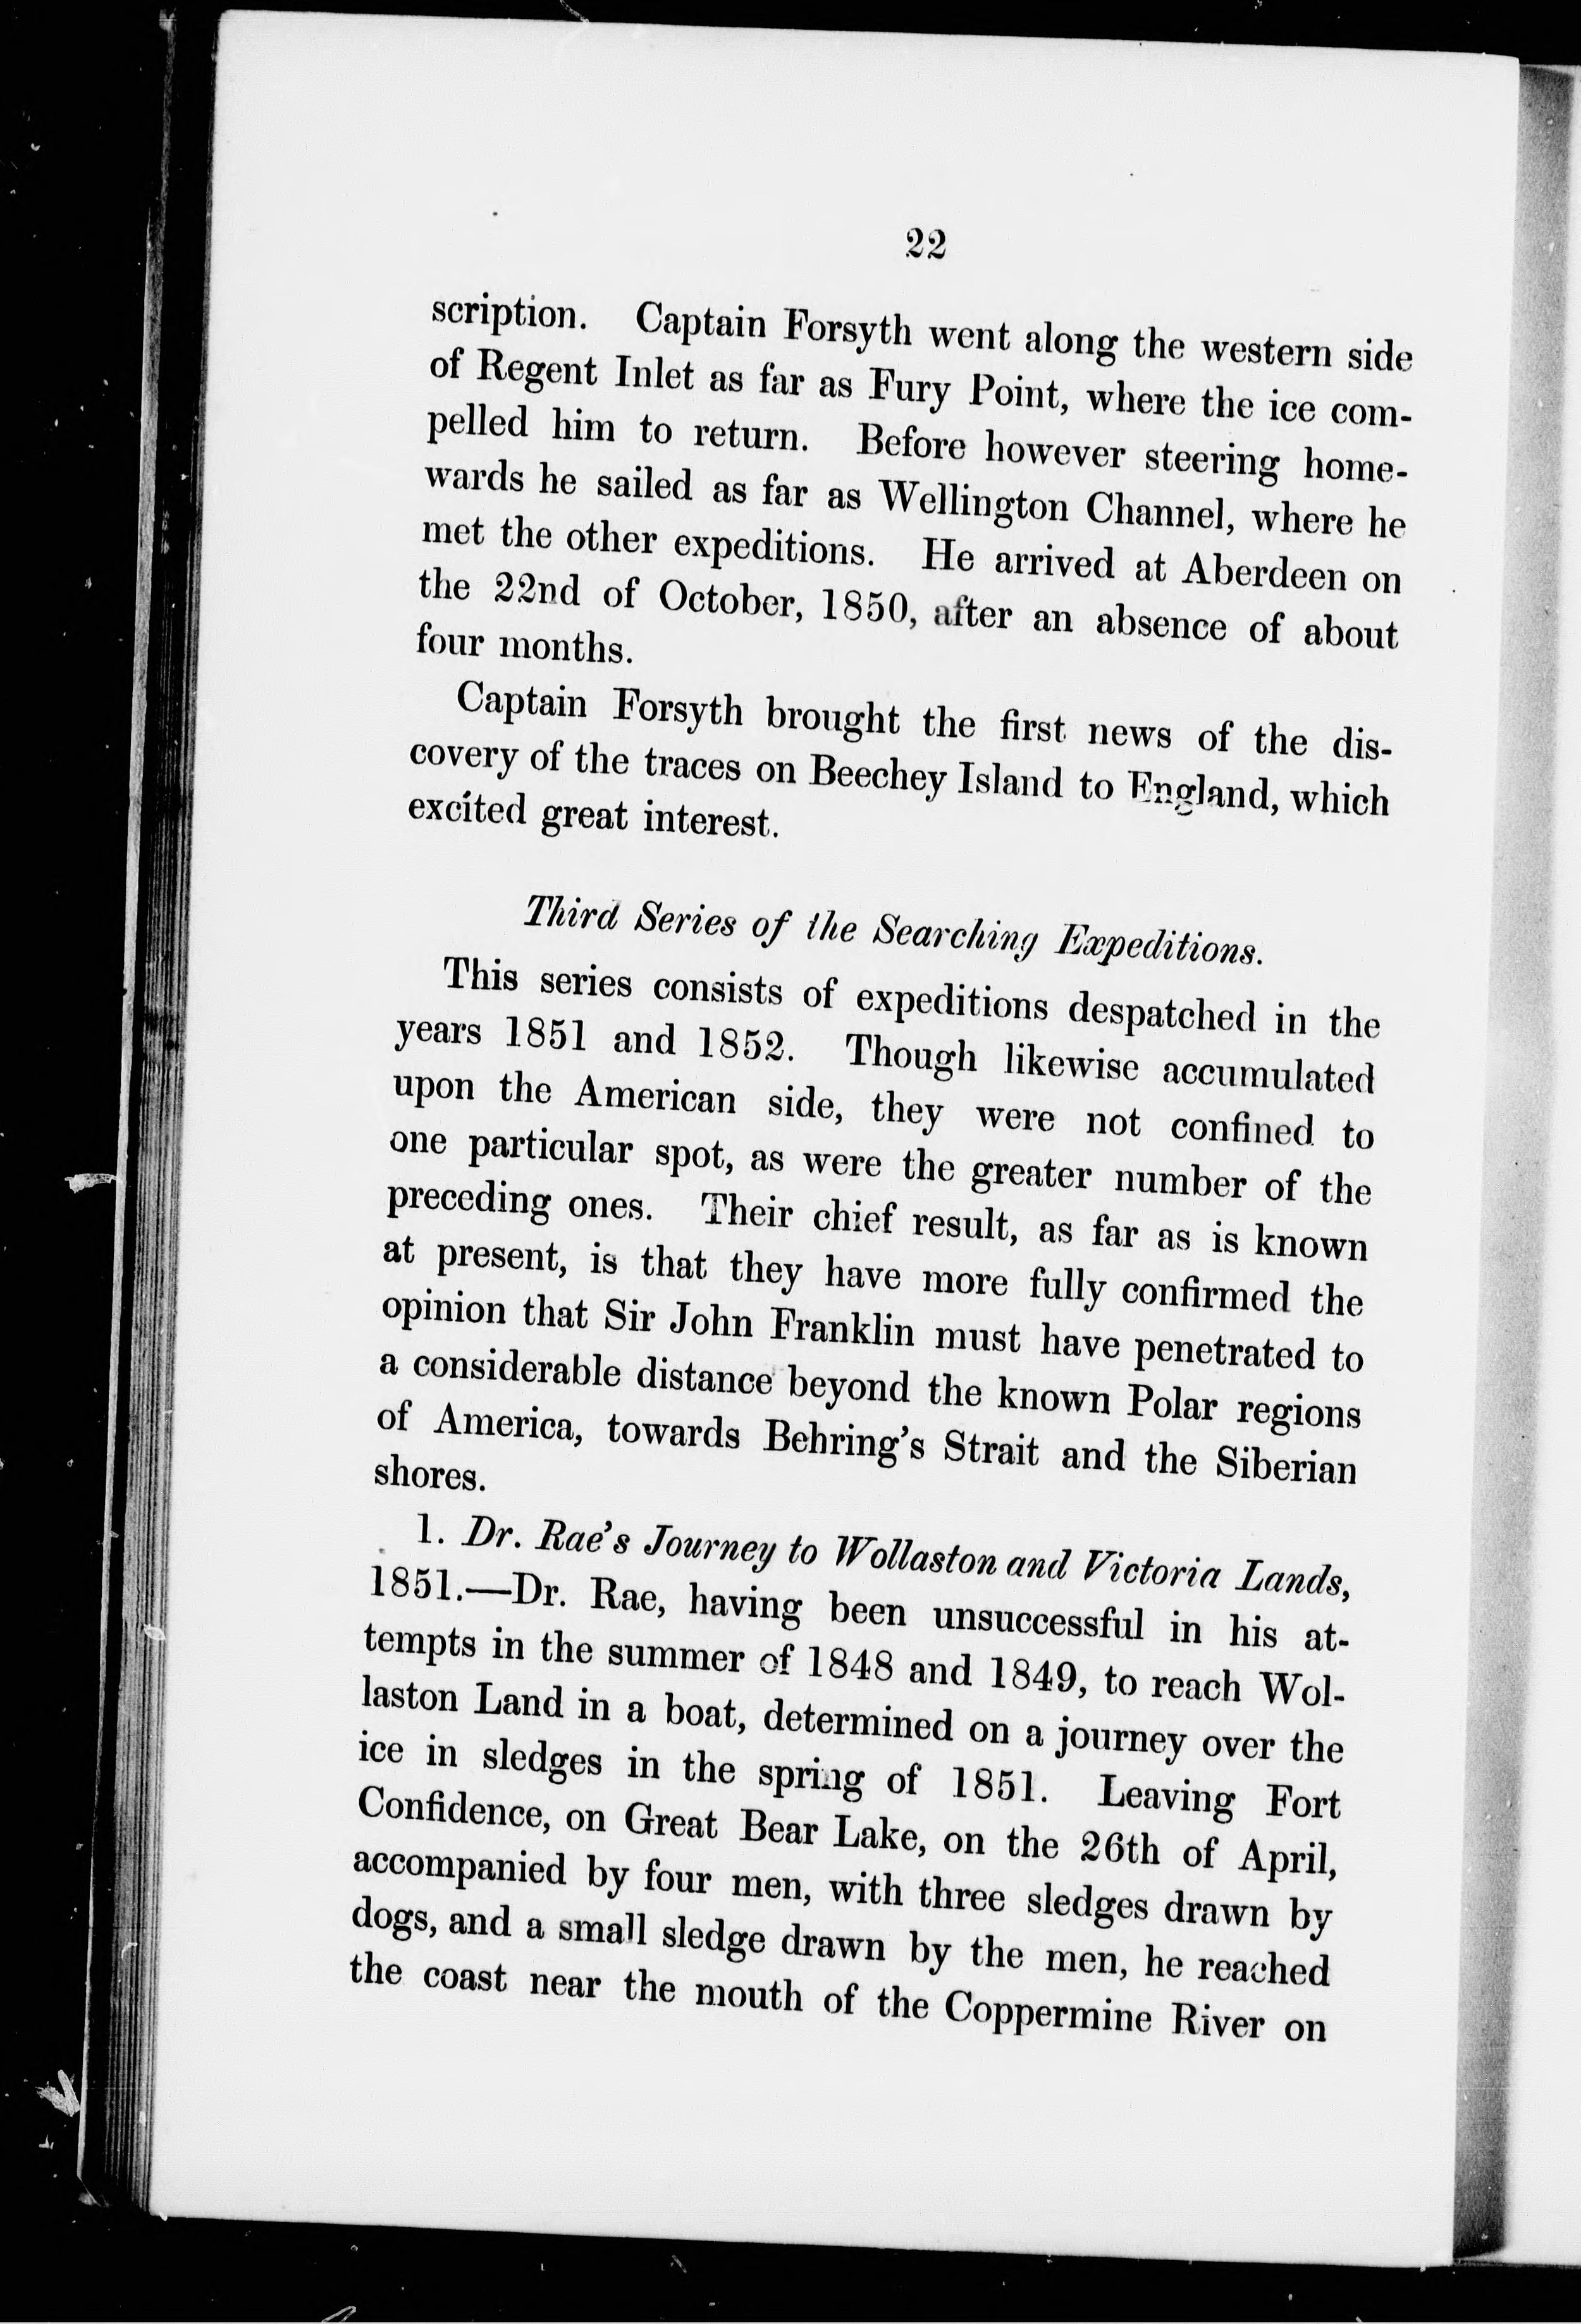 22
scription. Captain Forsyth went along the western side
of Regent Inlet as far as Fury Point, where the ice com-
pelled him to return. Before however steering home-
wards he sailed as far as Wellington Channel, where he
met the other expeditions. He arrived at Aberdeen on
the 22nd of October, 1850, after an absence of about
four months.
Captain Forsyth brought the first news of the dis-
covery of the traces on Beechey Island to England, which
excited great interest.
Third Series of the Searching Expeditions.
This series consists of expeditions despatched in the
years 1851 and 1852. Though likewise accumulated
upon the American side, they were not confined to
one particular spot, as were the greater number of the
preceding ones. Their chief result, as far as is known
at present, is that they have more fully confirmed the
opinion that Sir John Franklin must have penetrated to
a considerable distance beyond the known Polar regions
of America, towards Behring's Strait and the Siberian
shores.
1. Dr. Rae's Journey to Wollaston and Victoria Lands,
1851.—Dr. Rae, having been unsuccessful in his at-
tempts in the summer of 1848 and 1849, to reach Wol-
laston Land in a boat, determined on a journey over the
ice in sledges in the spring of 1851. Leaving Fort
Confidence, on Great Bear Lake, on the 26th of April,
accompanied by four men, with three sledges drawn by
dogs, and a small sledge drawn by the men, he reached
the coast near the mouth of the Coppermine River on